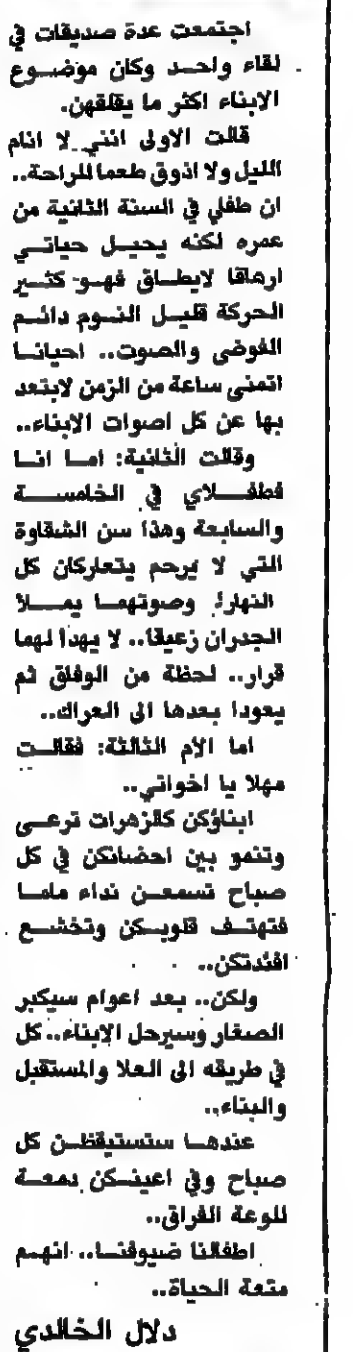 اجتمعت عدة صديقات في
لقاء واحد وكان موضوع
الابناء اكثر ما يقلقهن.
قالت الاولى انني لا انام
الليل ولا اذوق طعما للراحة..
ان طفلي في السنة الثانية من
عمره لكنه يحيل حياتي
ارهاقا لايطاق فهو كثير
الحركة قليل النوم دائم
الفوضى والصوت.. احيانا
اتمنى ساعة من الزمن لابتعد
بها عن كل اصوات الابناء..
وقالت الثانية: اما انا
فطفلاي في الخامسة
والسابعة وهذا سن الشقاوة
التي لا يرحم يتعاركان كل
النهار وصوتهما يملأ
الجدران زعيقا.. لا يهدأ لهما
قرار.. لحظة من الوفاق ثم
يعودا بعدها الى العراك..
اما الأم الثالثة: فقالت
مهلا يا اخواتي..
ابناؤكن كالزهرات ترعى
وتنمو بين احضانكن في كل
صباح تسمعن نداء ماما
فتهتف قلوبكن وتخشع
افئدتكن..
ولكن.. بعد اعوام سيكبر
الصغار وسيرحل الابناء.. كل
في طريقه الى العلا والمستقبل
والبناء..
عندها ستستيقظن كل
صباح وفي اعينكن دمعة
للوعة الفراق..
اطفالنا ضيوفنا.. انهم
متعة الحياة..
دلال الخالدي